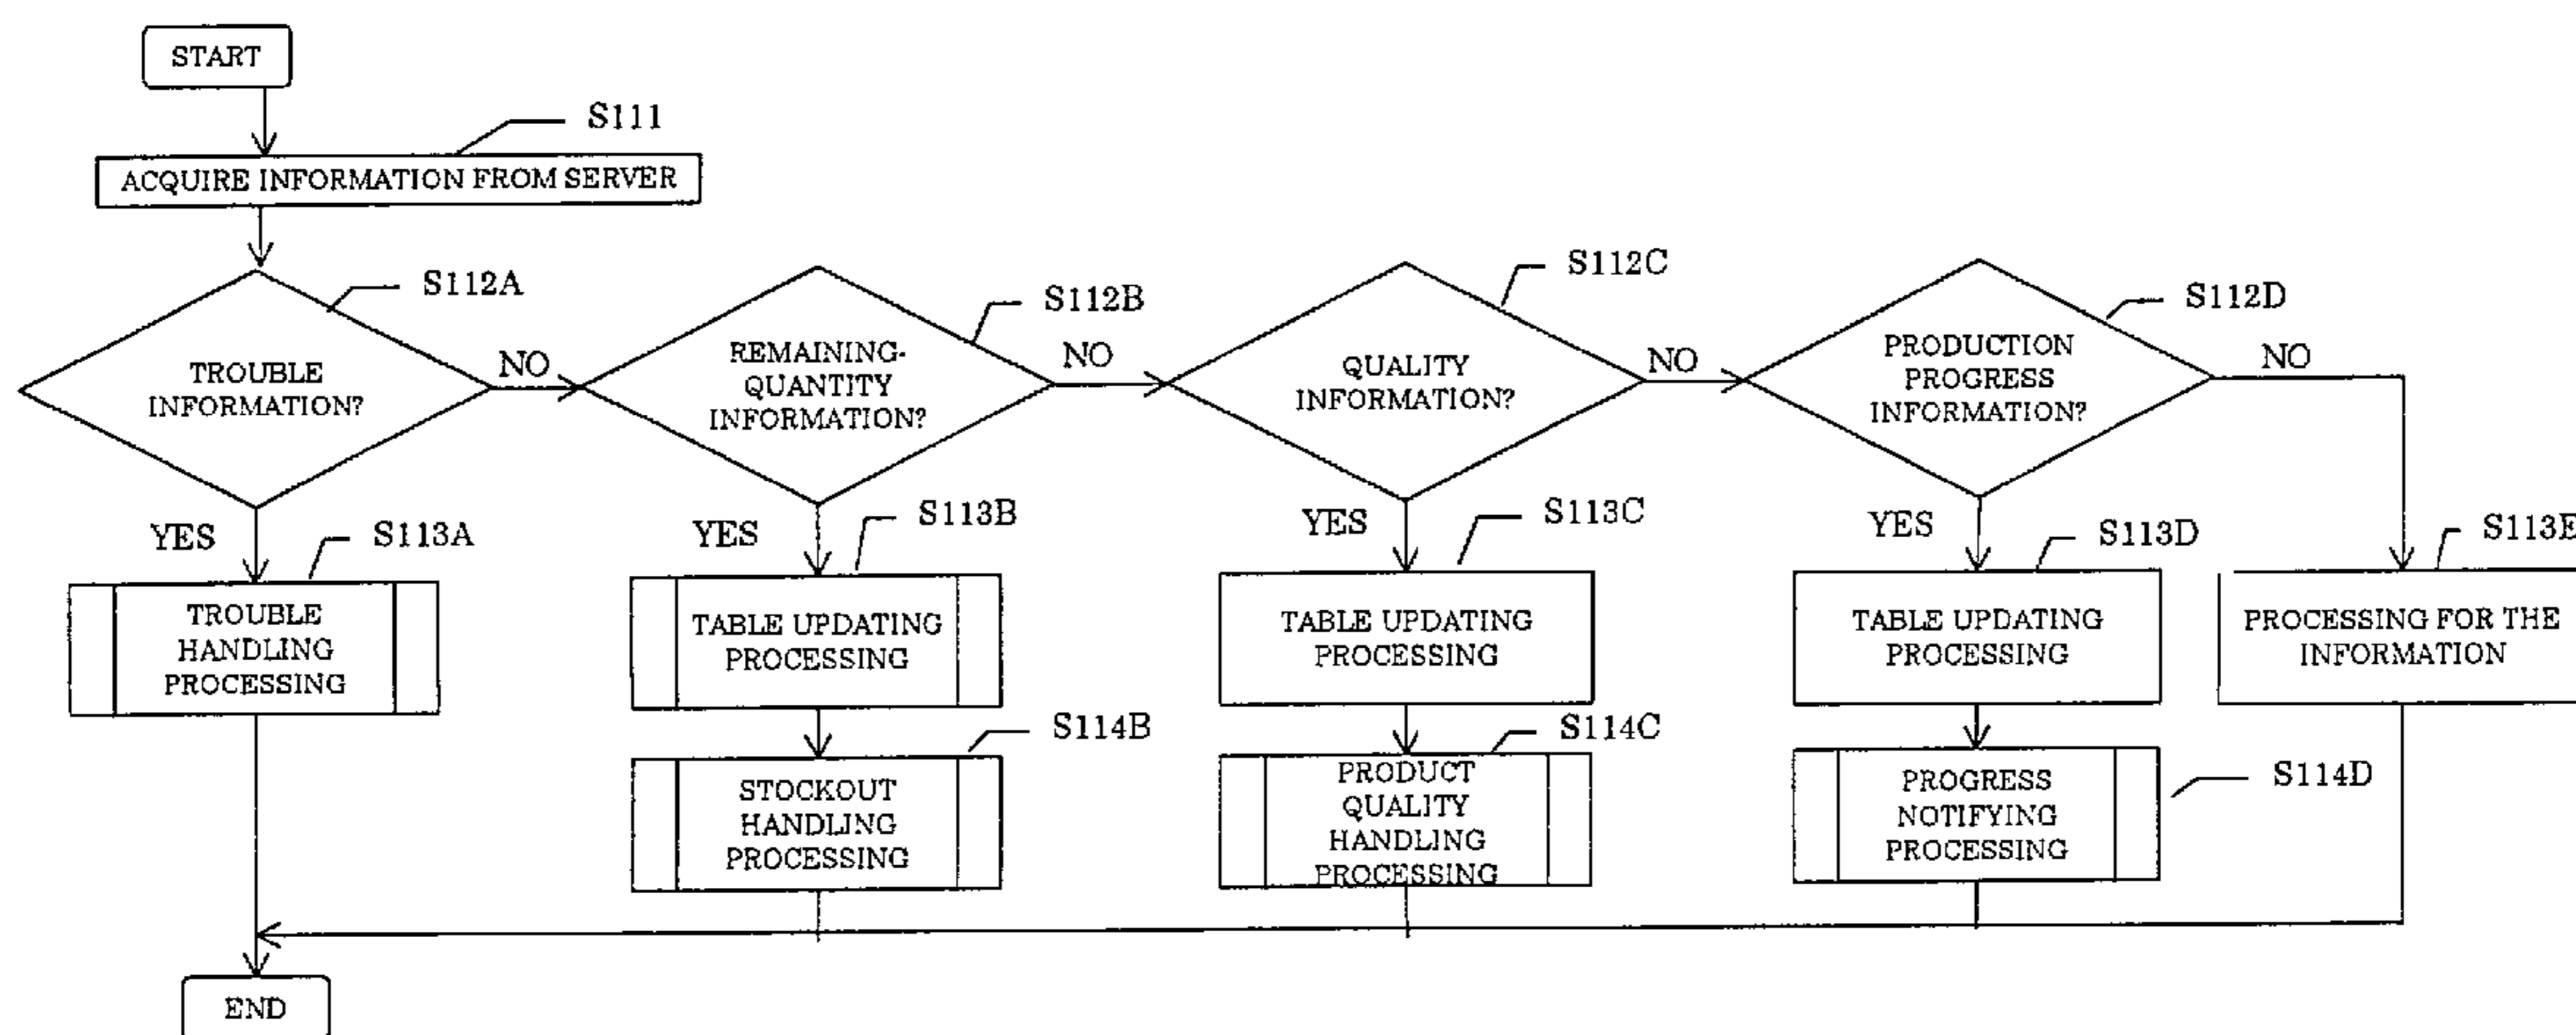 START
S111
ACQUIRE INFORMATION FROM SERVER
S112A
TROUBLE
INFORMATION?
NO
S112B
REMAINING-
QUANTITY
INFORMATION?
NO
S112C
QUALITY
INFORMATION?
NO
S112D
PRODUCTION
PROGRESS
INFORMATION?
NO
YES
S113A
TROUBLE
HANDLING
PROCESSING
YES
S113B
TABLE UPDATING
PROCESSING
S114B
STOCKOUT
HANDLING
PROCESSING
YES
S113C
TABLE UPDATING
PROCESSING
S114C
PRODUCT
QUALITY
HANDLING
PROCESSING
YES
S113D
TABLE UPDATING
PROCESSING
S114D
PROGRESS
NOTIFYING
PROCESSING
S113E
PROCESSING FOR THE
INFORMATION
END